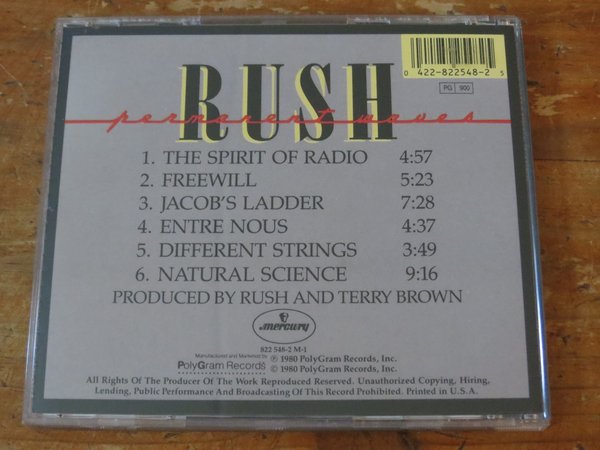 0 422-822548-2 5
PG 900
RUSH
permanent waves
1. THE SPIRIT OF RADIO 4:57
2. FREEWILL 5:23
3. JACOB'S LADDER 7:28
4. ENTRE NOUS 4:37
5. DIFFERENT STRINGS 3:49
6. NATURAL SCIENCE 9:16
PRODUCED BY RUSH AND TERRY BROWN
mercury
822 548-2 M-1
Manufactured and Marketed by
PolyGram Records
℗ 1980 PolyGram Records, Inc.
© 1980 PolyGram Records, Inc.
All Rights Of The Producer Of The Work Reproduced Reserved. Unauthorized Copying, Hiring,
Lending, Public Performance And Broadcasting Of This Record Prohibited. Printed in U.S.A.